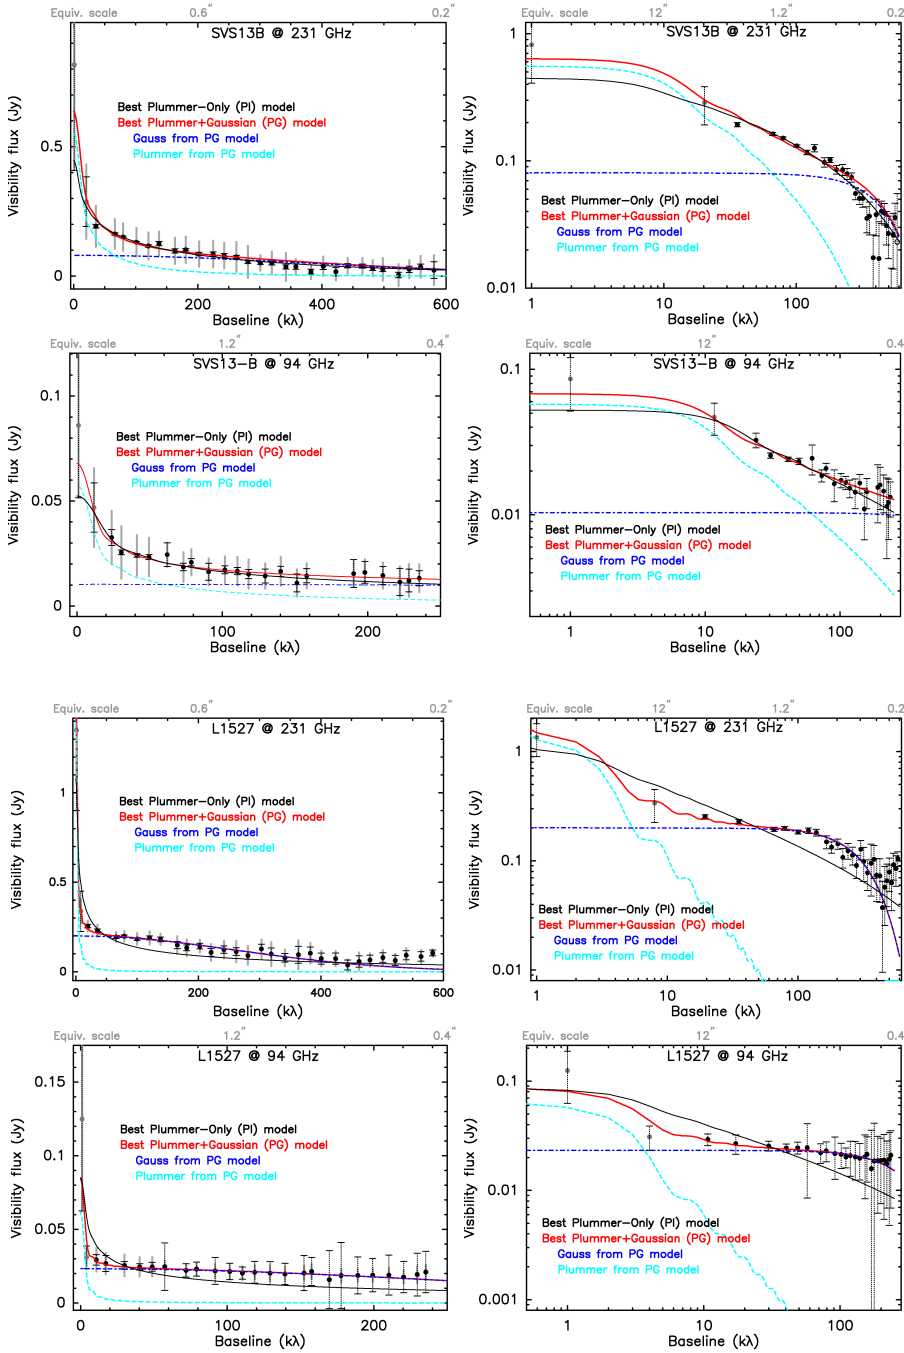 Equiv. scale 0.6″ 0.2″
SVS13B @ 231 GHz
Visibility flux (Jy)
0.5
0
Best Plummer-Only (Pl) model
Best Plummer+Gaussian (PG) model
Gauss from PG model
Plummer from PG model
0 200 400 600
Baseline (kλ)
Equiv. scale 12″ 1.2″ 0.2
SVS13B @ 231 GHz
Visibility flux (Jy)
1
0.1
0.01
Best Plummer-Only (Pl) model
Best Plummer+Gaussian (PG) model
Gauss from PG model
Plummer from PG model
1 10 100
Baseline (kλ)
Equiv. scale 1.2″ 0.4″
SVS13-B @ 94 GHz
Visibility flux (Jy)
0.1
0.05
0
Best Plummer-Only (Pl) model
Best Plummer+Gaussian (PG) model
Gauss from PG model
Plummer from PG model
0 100 200
Baseline (kλ)
Equiv. scale 12″ 0.4
SVS13-B @ 94 GHz
Visibility flux (Jy)
0.1
0.01
Best Plummer-Only (Pl) model
Best Plummer+Gaussian (PG) model
Gauss from PG model
Plummer from PG model
1 10 100
Baseline (kλ)
Equiv. scale 0.6″ 0.2″
L1527 @ 231 GHz
Visibility flux (Jy)
1
0.5
0
Best Plummer-Only (Pl) model
Best Plummer+Gaussian (PG) model
Gauss from PG model
Plummer from PG model
0 200 400 600
Baseline (kλ)
Equiv. scale 12″ 1.2″ 0.2
L1527 @ 231 GHz
Visibility flux (Jy)
1
0.1
0.01
Best Plummer-Only (Pl) model
Best Plummer+Gaussian (PG) model
Gauss from PG model
Plummer from PG model
1 10 100
Baseline (kλ)
Equiv. scale 1.2″ 0.4″
L1527 @ 94 GHz
Visibility flux (Jy)
0.15
0.1
0.05
0
Best Plummer-Only (Pl) model
Best Plummer+Gaussian (PG) model
Gauss from PG model
Plummer from PG model
0 100 200
Baseline (kλ)
Equiv. scale 12″ 0.4
L1527 @ 94 GHz
Visibility flux (Jy)
0.1
0.01
0.001
Best Plummer-Only (Pl) model
Best Plummer+Gaussian (PG) model
Gauss from PG model
Plummer from PG model
1 10 100
Baseline (kλ)